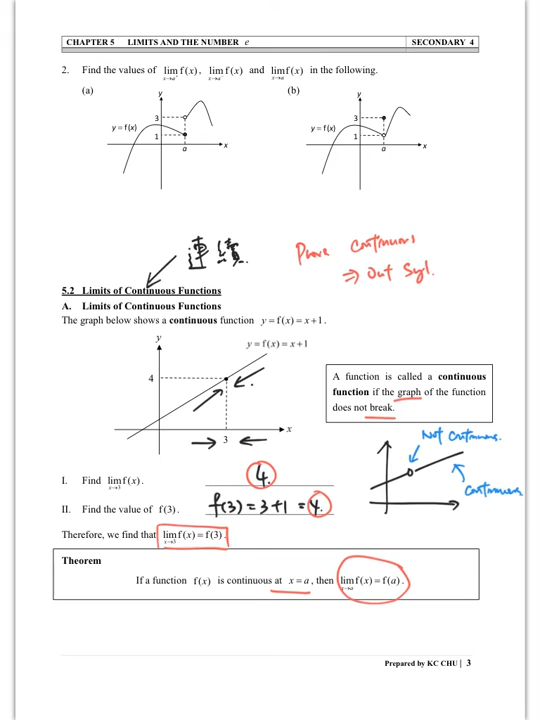 CHAPTER 5 LIMITS AND THE NUMBER e SECONDARY 4
2. Find the values of lim x→a⁻ f(x), lim x→a⁺ f(x) and lim x→a f(x) in the following.
(a) (b)
y
3
y = f(x)
1
a
x
y
3
y = f(x)
1
a
x
連續
Prove Continuous
⇒ Out Syl.
5.2 Limits of Continuous Functions
A. Limits of Continuous Functions
The graph below shows a continuous function y = f(x) = x + 1.
y
y = f(x) = x + 1
4
3
x
A function is called a continuous
function if the graph of the function
does not break.
Not Continuous.
Continuous
I. Find lim x→3 f(x). 4.
II. Find the value of f(3). f(3) = 3+1 = 4.
Therefore, we find that lim x→3 f(x) = f(3).
Theorem
If a function f(x) is continuous at x = a, then lim x→a f(x) = f(a).
Prepared by KC CHU | 3